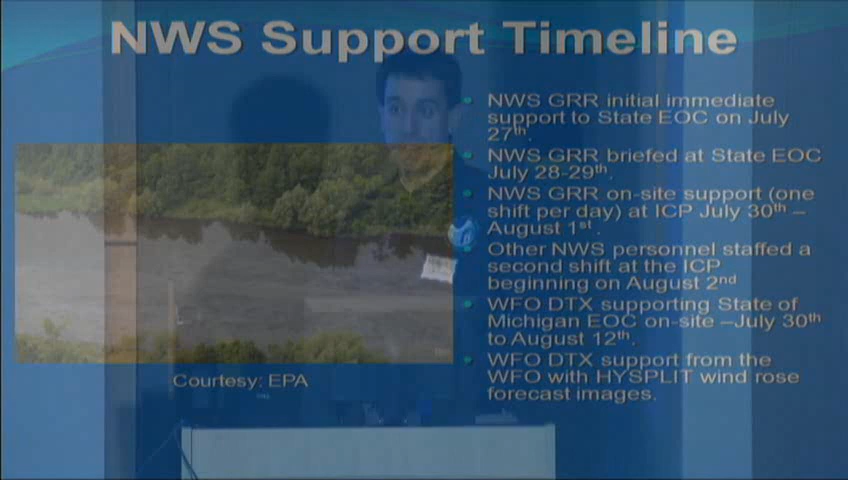 NWS Support Timeline
• NWS GRR initial immediate
support to State EOC on July
27th.
• NWS GRR briefed at State EOC
July 28-29th.
• NWS GRR on-site support (one
shift per day) at ICP July 30th –
August 1st .
• Other NWS personnel staffed a
second shift at the ICP
beginning on August 2nd
• WFO DTX supporting State of
Michigan EOC on-site –July 30th
to August 12th.
• WFO DTX support from the
WFO with HYSPLIT wind rose
forecast images.
Courtesy: EPA